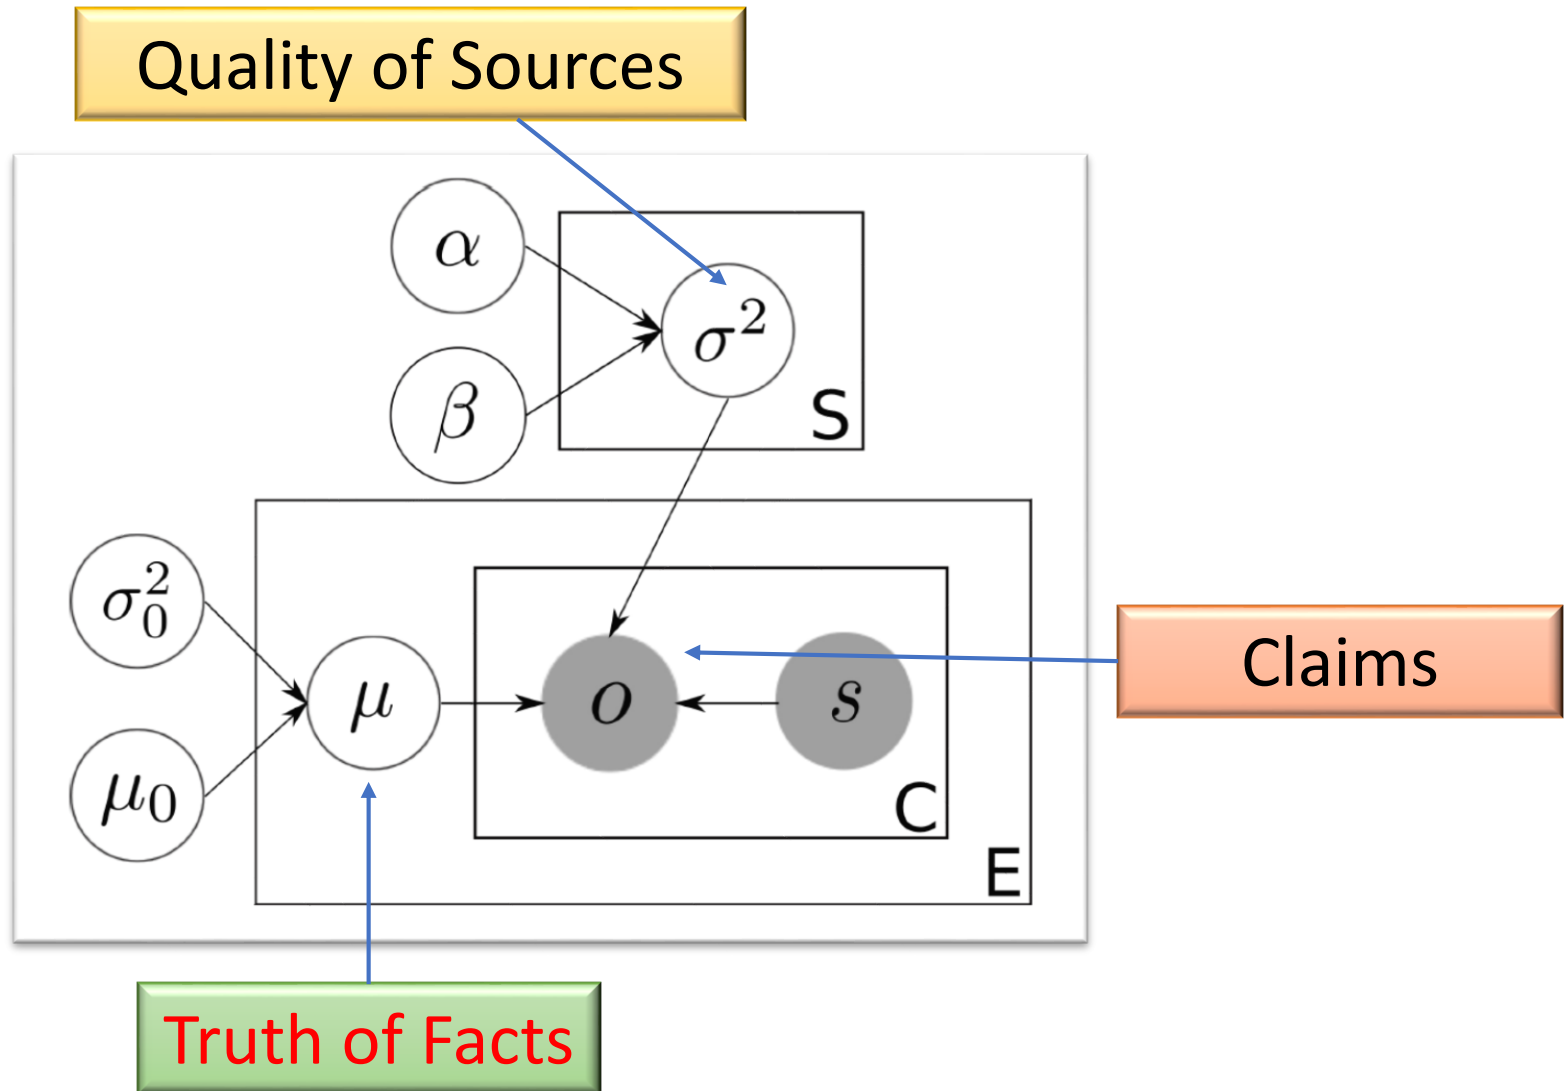 Quality of Sources
α
σ²
β
S
σ₀²
μ
o
s
Claims
μ₀
C
E
Truth of Facts